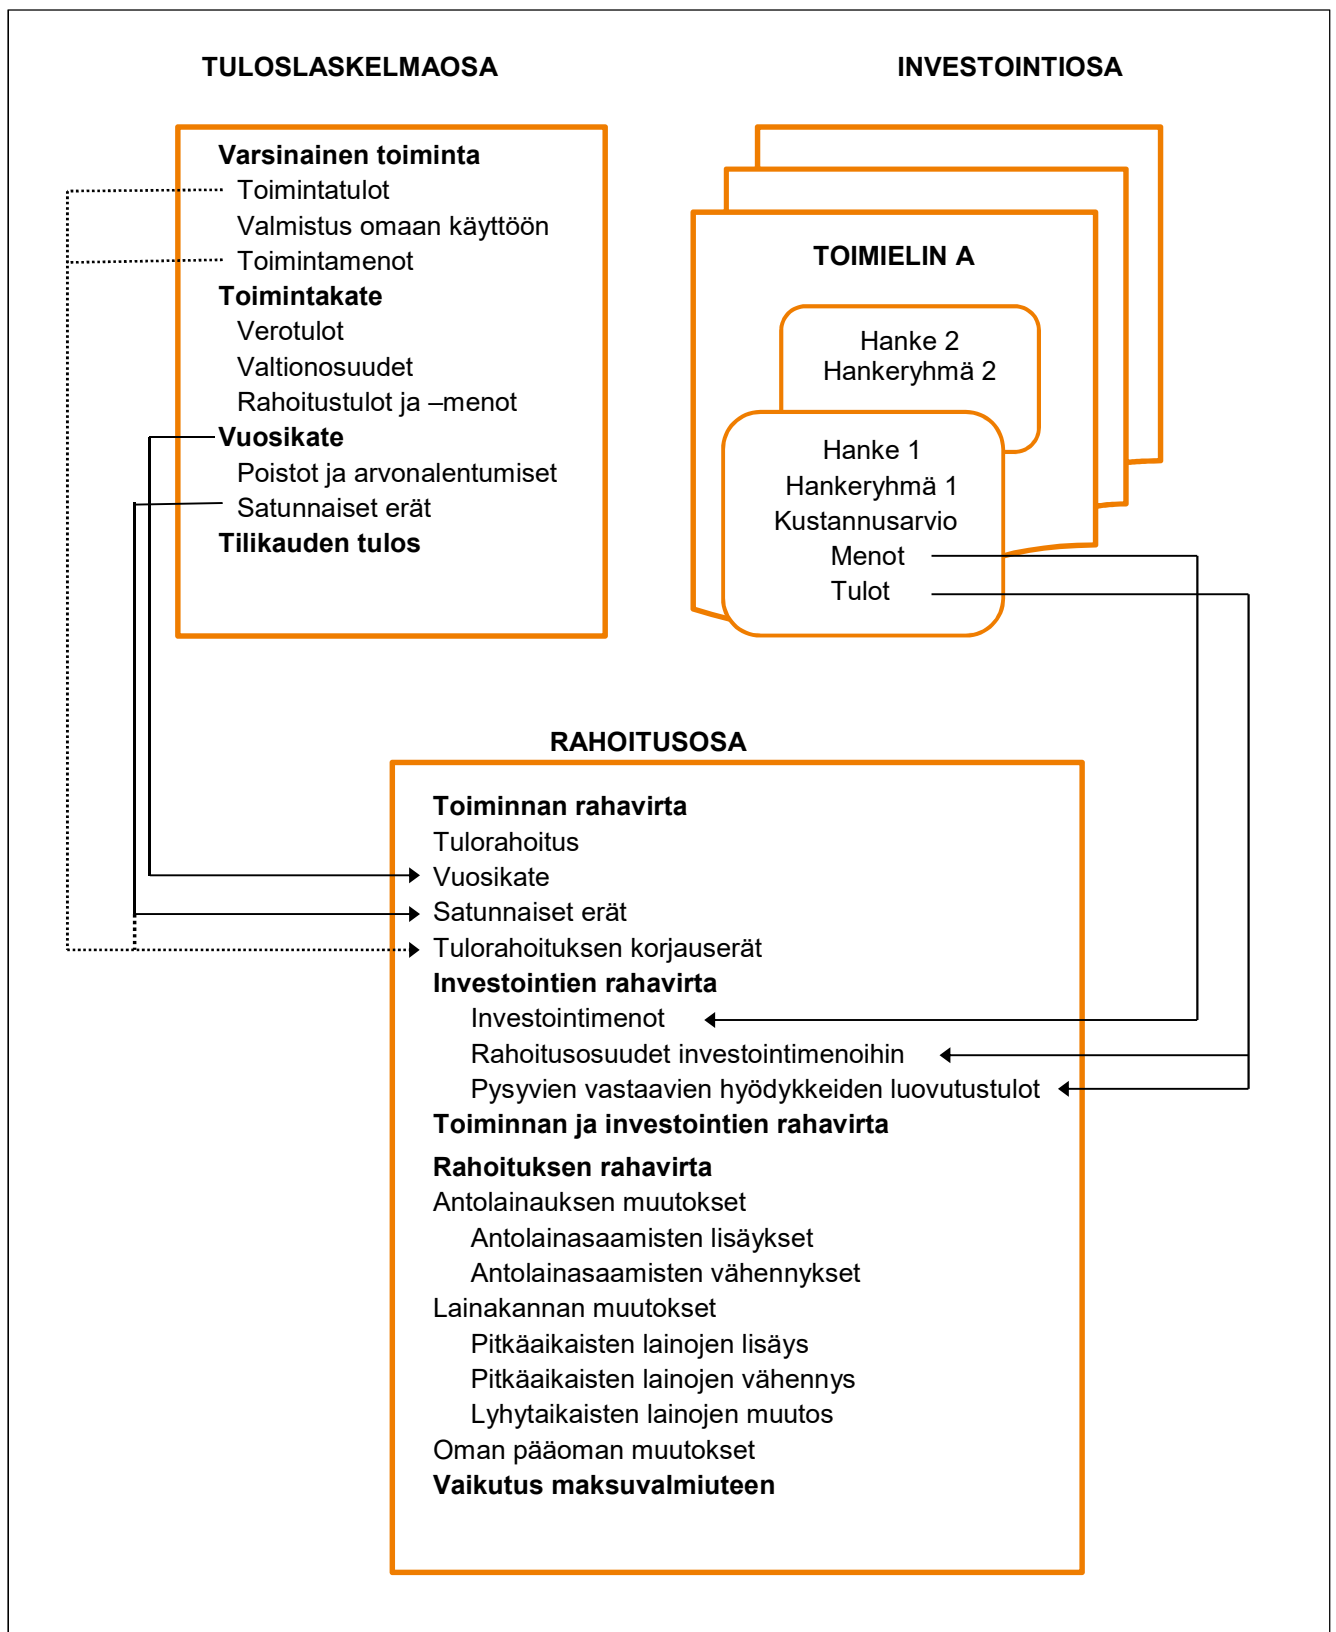 TULOSLASKELMAOSA
Varsinainen toiminta
Toimintatulot
Valmistus omaan käyttöön
Toimintamenot
Toimintakate
Verotulot
Valtionosuudet
Rahoitustulot ja –menot
Vuosikate
Poistot ja arvonalentumiset
Satunnaiset erät
Tilikauden tulos
INVESTOINTIOSA
TOIMIELIN A
Hanke 2
Hankeryhmä 2
Hanke 1
Hankeryhmä 1
Kustannusarvio
Menot
Tulot
RAHOITUSOSA
Toiminnan rahavirta
Tulorahoitus
Vuosikate
Satunnaiset erät
Tulorahoituksen korjauserät
Investointien rahavirta
Investointimenot
Rahoitusosuudet investointimenoihin
Pysyvien vastaavien hyödykkeiden luovutustulot
Toiminnan ja investointien rahavirta
Rahoituksen rahavirta
Antolainauksen muutokset
Antolainasaamisten lisäykset
Antolainasaamisten vähennykset
Lainakannan muutokset
Pitkäaikaisten lainojen lisäys
Pitkäaikaisten lainojen vähennys
Lyhytaikaisten lainojen muutos
Oman pääoman muutokset
Vaikutus maksuvalmiuteen